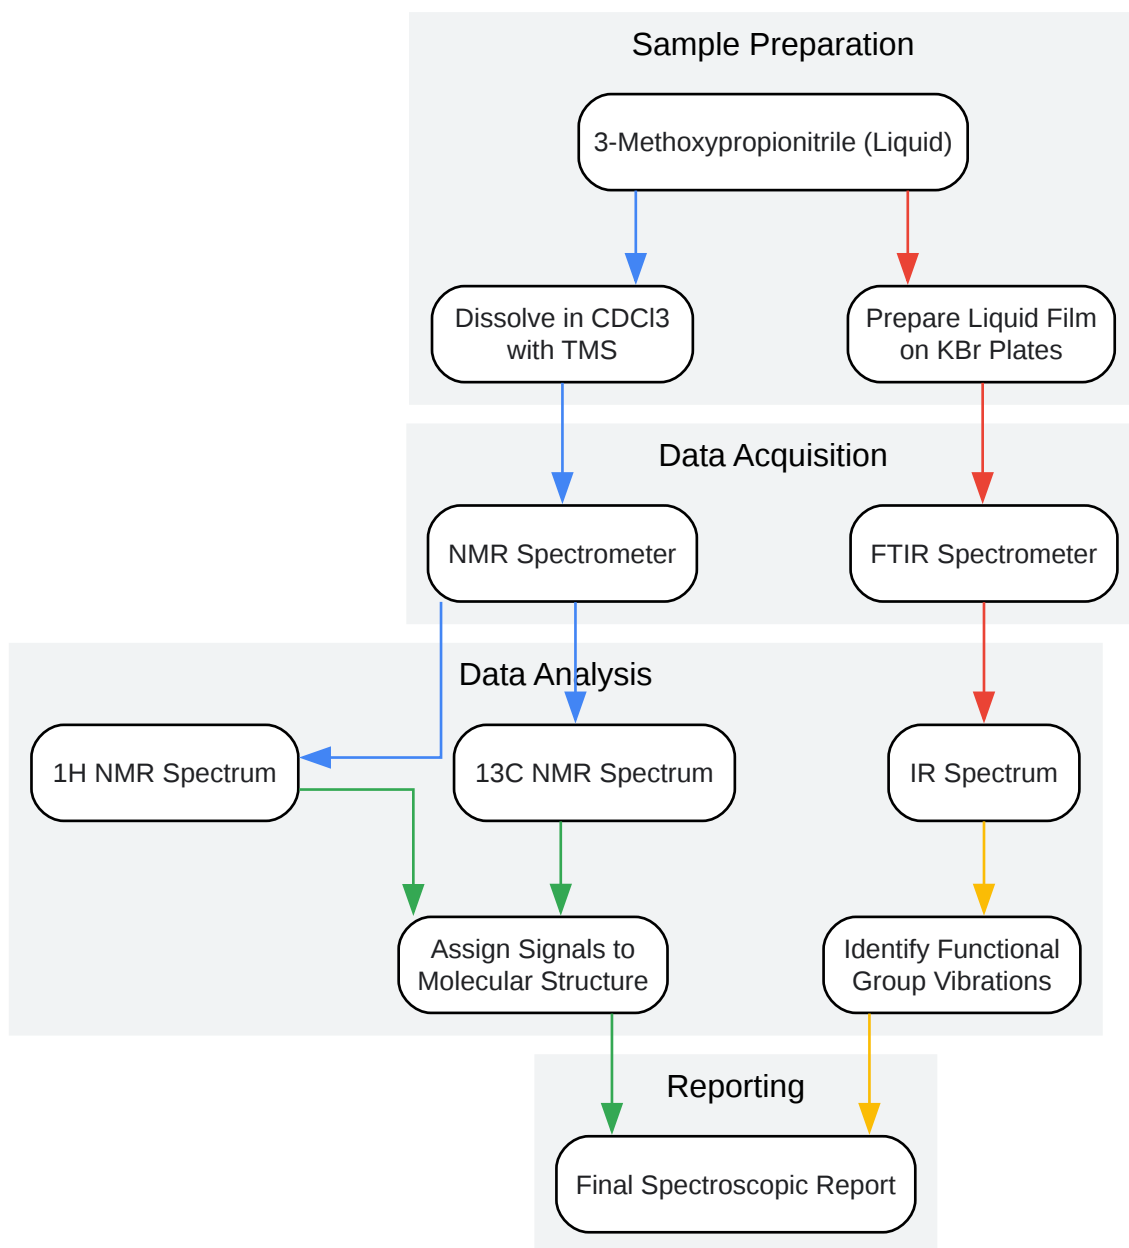 Sample Preparation
3-Methoxypropionitrile (Liquid)
Dissolve in CDCl3
with TMS
Prepare Liquid Film
on KBr Plates
Data Acquisition
NMR Spectrometer
FTIR Spectrometer
Data Analysis
1H NMR Spectrum
13C NMR Spectrum
IR Spectrum
Assign Signals to
Molecular Structure
Identify Functional
Group Vibrations
Reporting
Final Spectroscopic Report